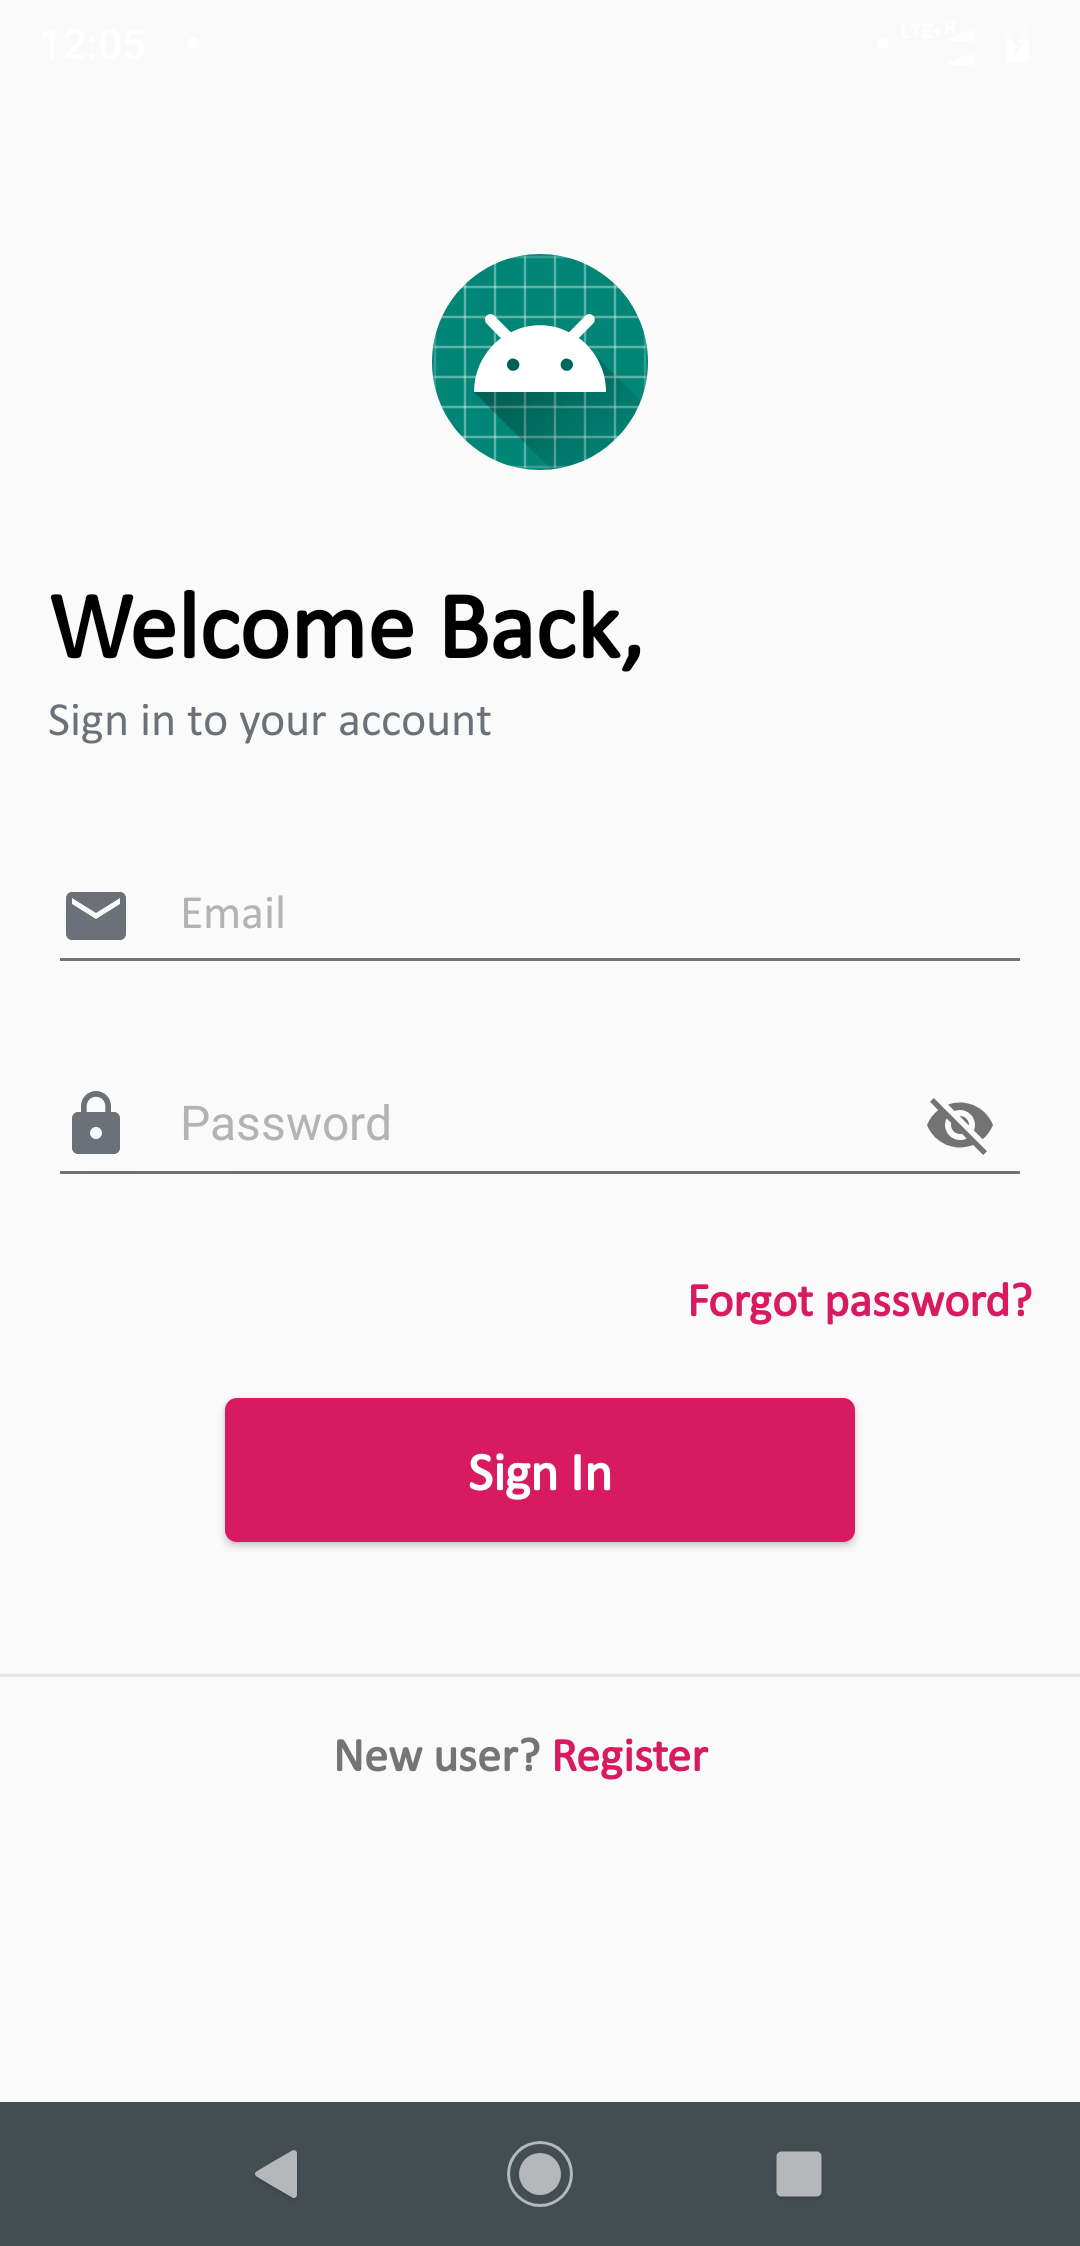 12:05
LTE+ R
Welcome Back,
Sign in to your account
Email
Password
Forgot password?
Sign In
New user? Register